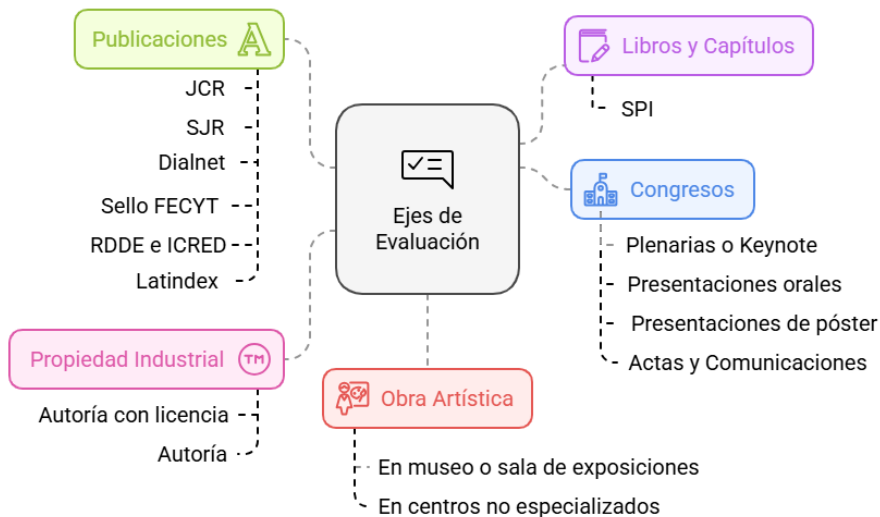 Publicaciones
JCR
SJR
Dialnet
Sello FECYT
RDDE e ICRED
Latindex
Propiedad Industrial
TM
Autoría con licencia
Autoría
Ejes de
Evaluación
Obra Artística
En museo o sala de exposiciones
En centros no especializados
Libros y Capítulos
SPI
Congresos
Plenarias o Keynote
Presentaciones orales
Presentaciones de póster
Actas y Comunicaciones